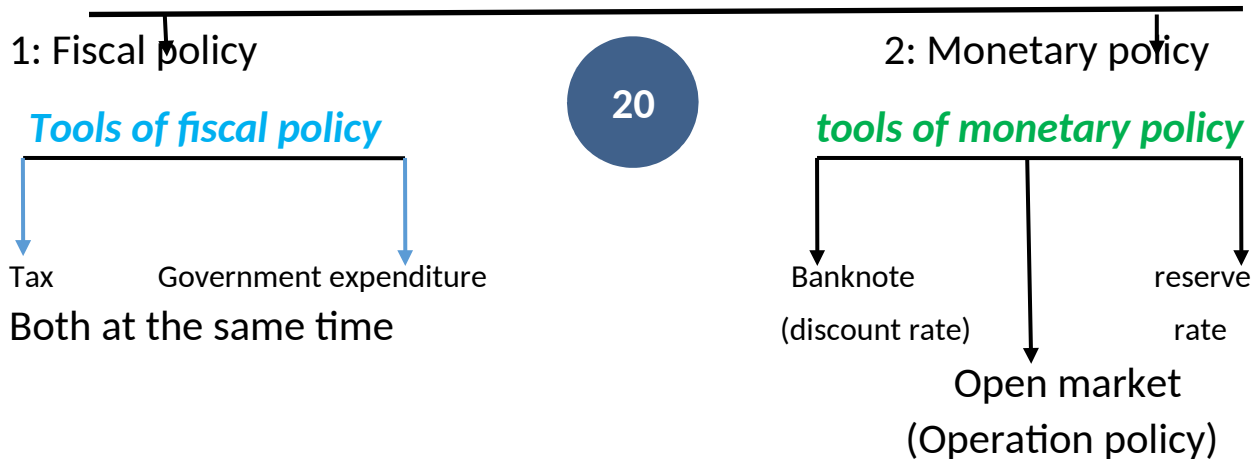 1: Fiscal policy
2: Monetary policy
20
Tools of fiscal policy
tools of monetary policy
Tax
Government expenditure
Banknote
reserve
Both at the same time
(discount rate)
rate
Open market
(Operation policy)